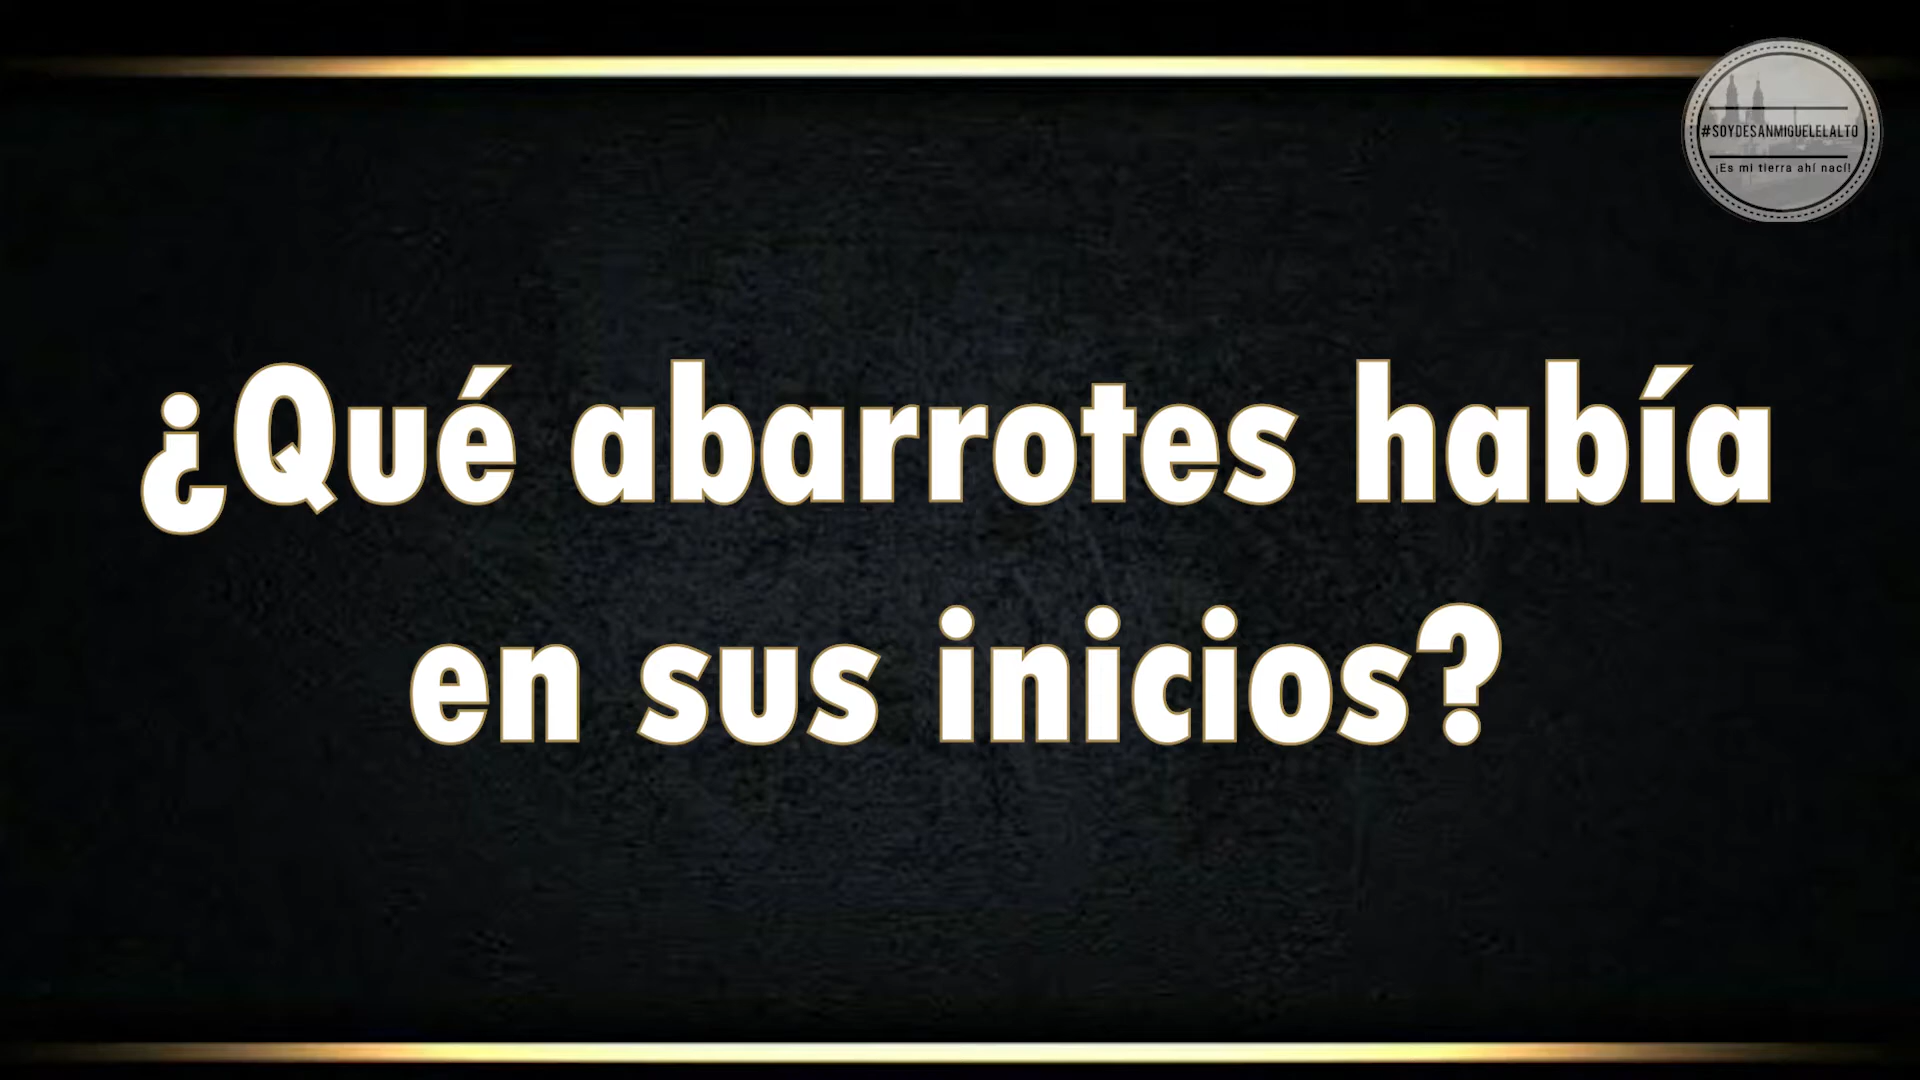 #SOYDESANMIGUELELALTO
¡Es mi tierra ahí nací!
¿Qué abarrotes había
en sus inicios?